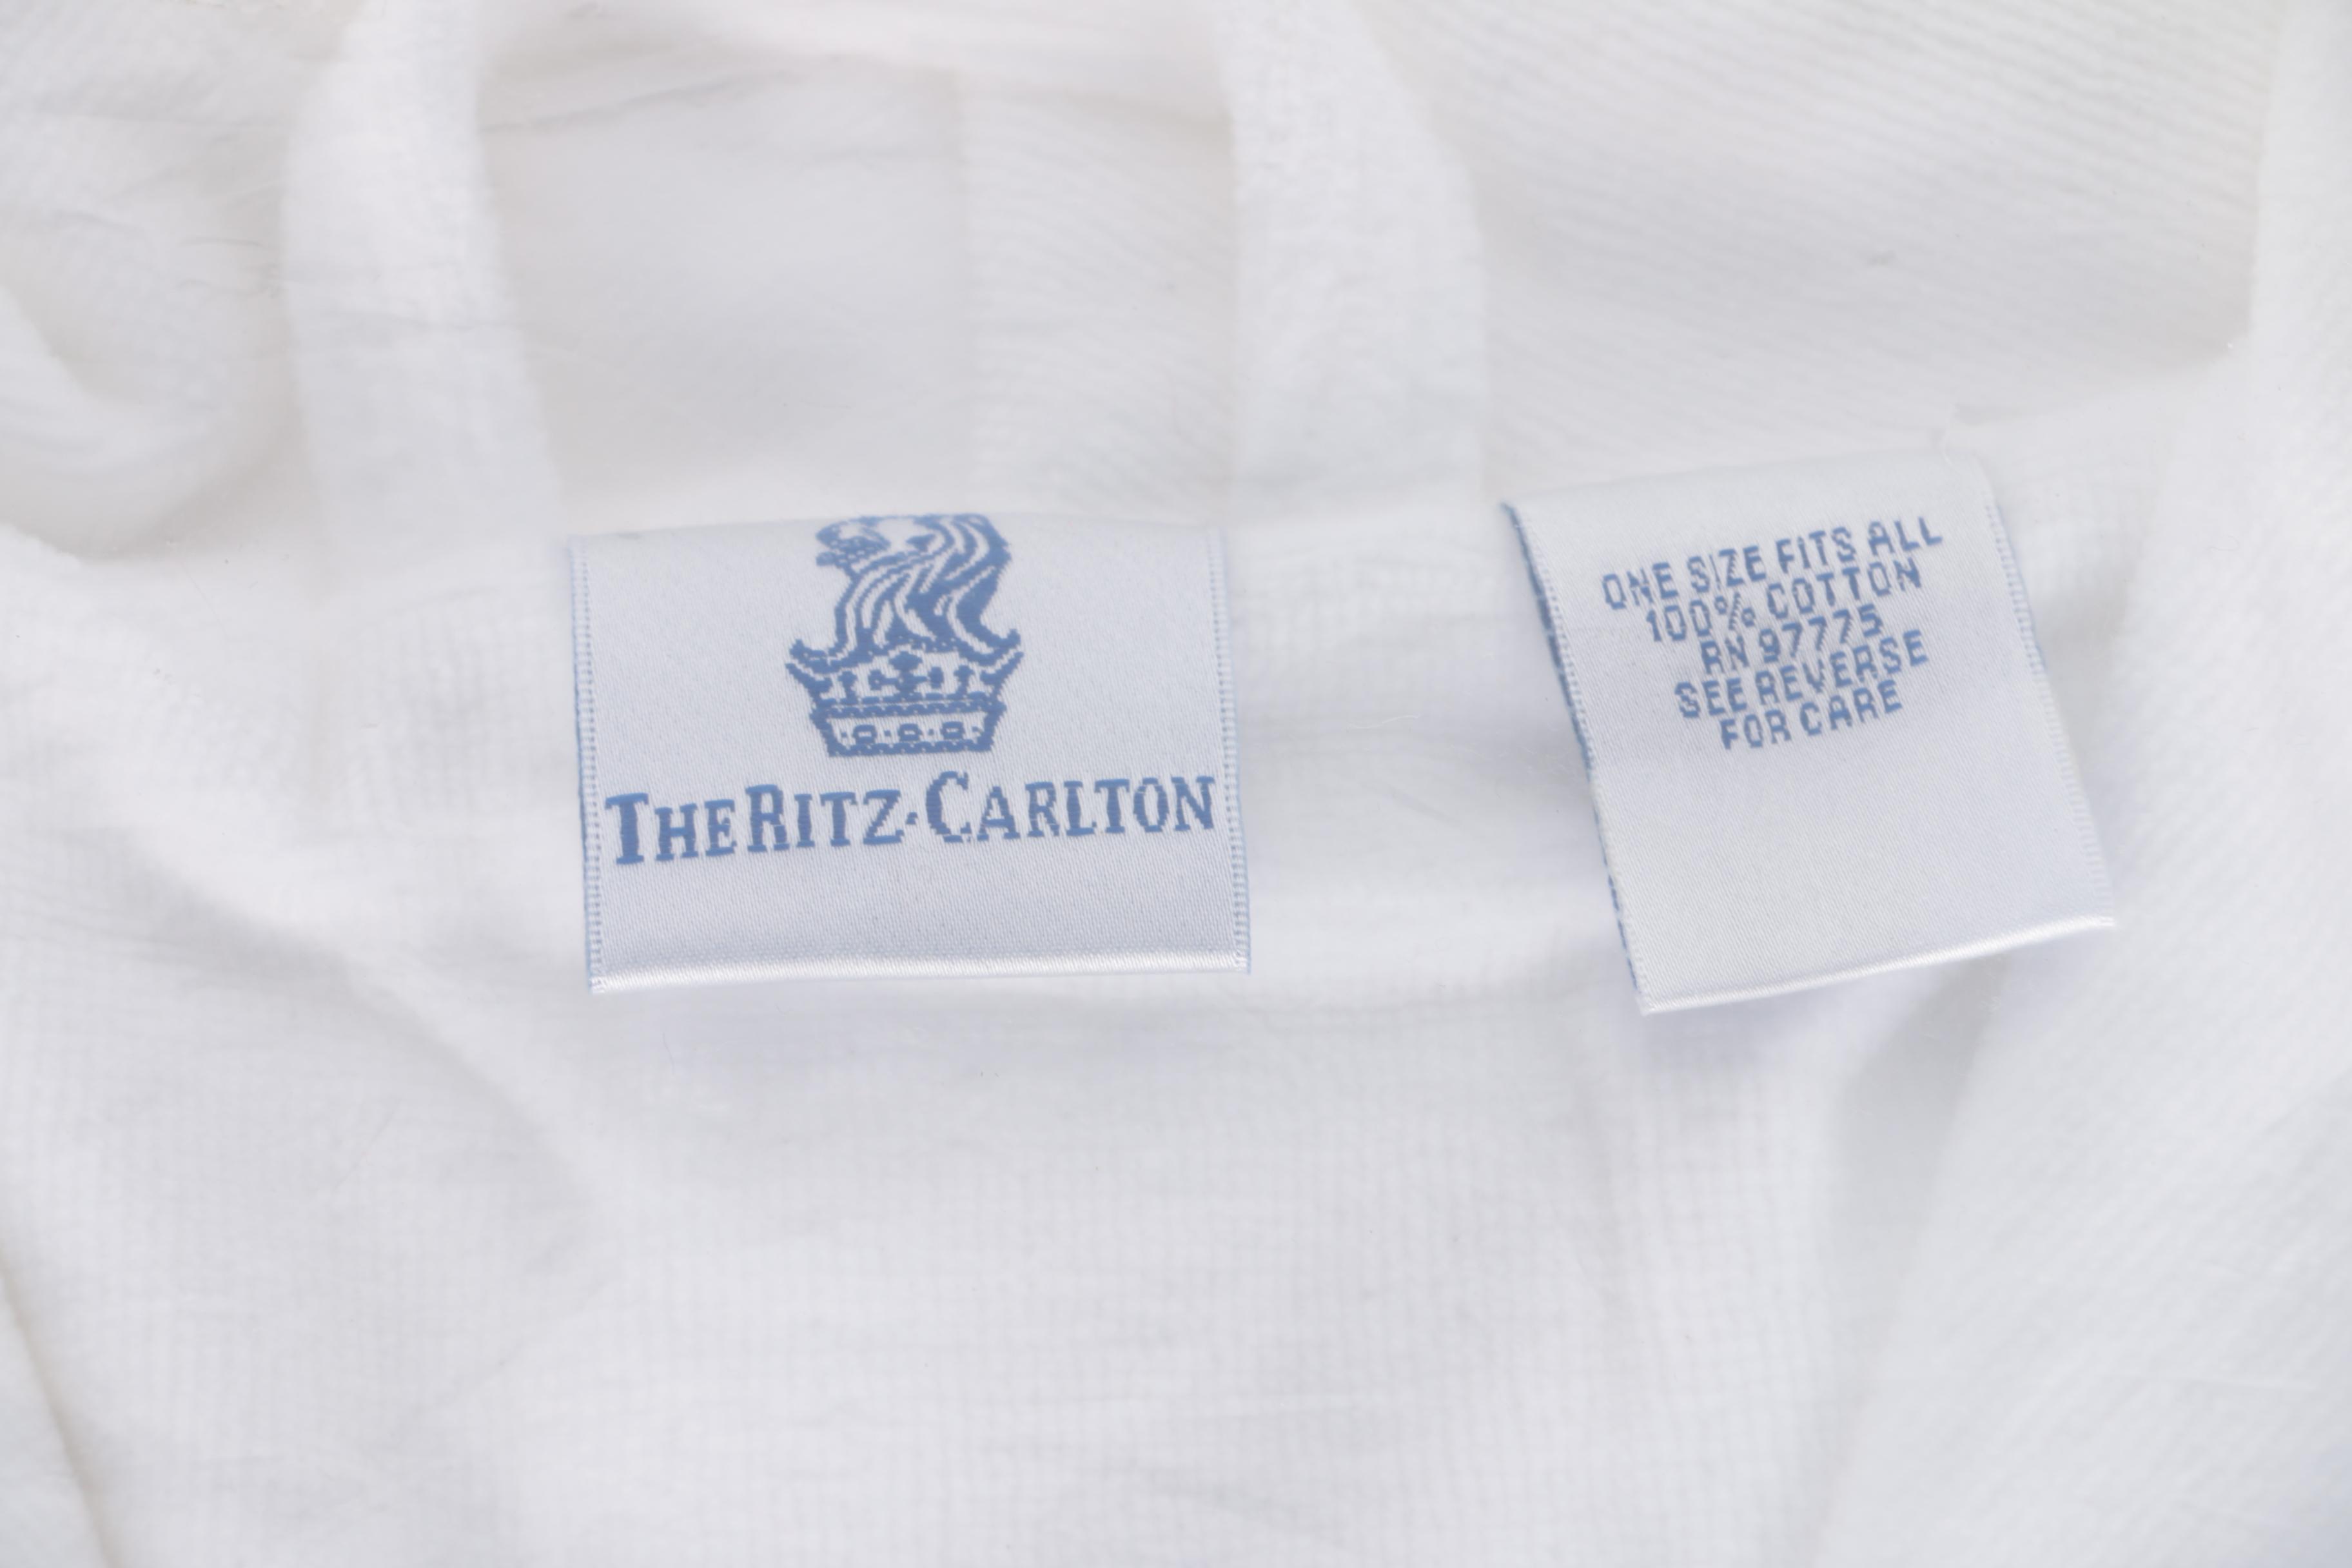 THE RITZ-CARLTON
ONE SIZE FITS ALL
100% COTTON
RN 97775
SEE REVERSE
FOR CARE